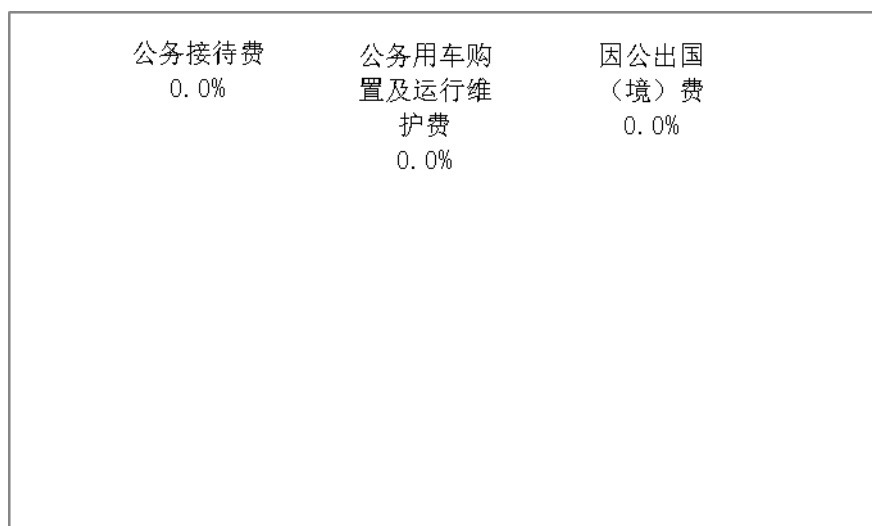 公务接待费
0.0%
公务用车购
置及运行维
护费
0.0%
因公出国
（境）费
0.0%